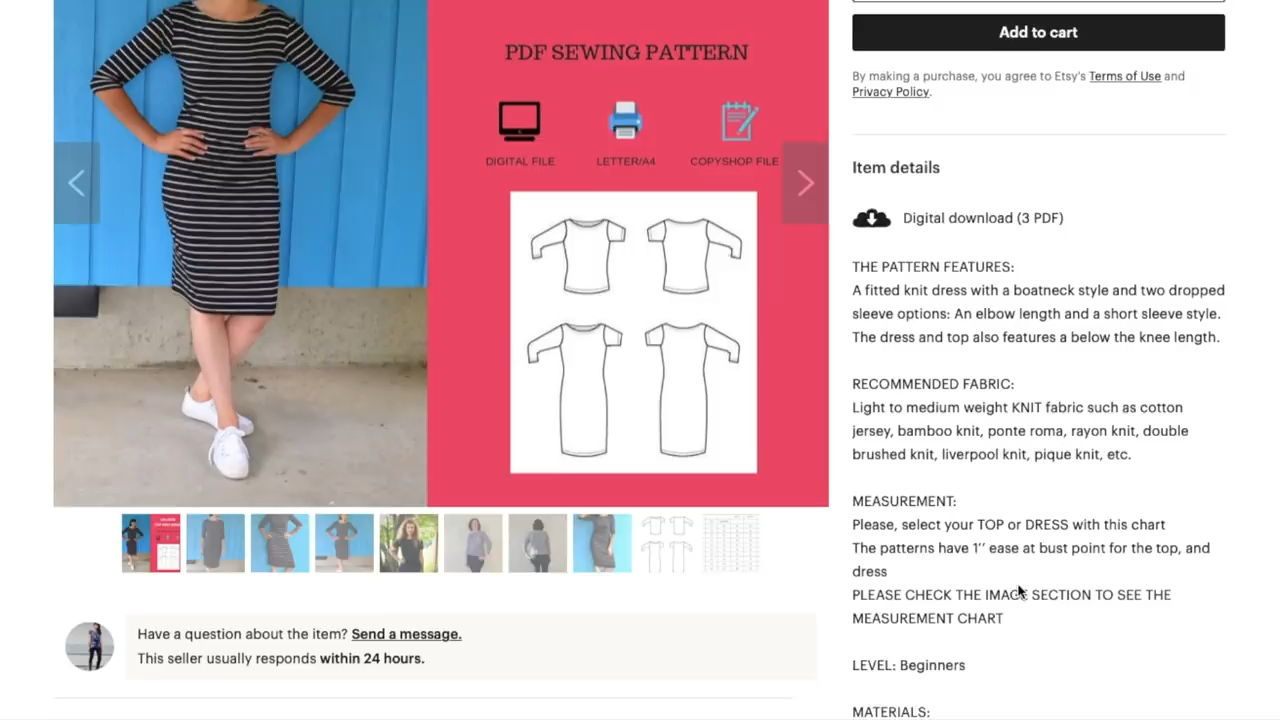 PDF SEWING PATTERN
DIGITAL FILE
LETTER/A4
COPYSHOP FILE
Have a question about the item? Send a message.
This seller usually responds within 24 hours.
Add to cart
By making a purchase, you agree to Etsy's Terms of Use and
Privacy Policy.
Item details
Digital download (3 PDF)
THE PATTERN FEATURES:
A fitted knit dress with a boatneck style and two dropped
sleeve options: An elbow length and a short sleeve style.
The dress and top also features a below the knee length.
RECOMMENDED FABRIC:
Light to medium weight KNIT fabric such as cotton
jersey, bamboo knit, ponte roma, rayon knit, double
brushed knit, liverpool knit, pique knit, etc.
MEASUREMENT:
Please, select your TOP or DRESS with this chart
The patterns have 1’’ ease at bust point for the top, and
dress
PLEASE CHECK THE IMAGE SECTION TO SEE THE
MEASUREMENT CHART
LEVEL: Beginners
MATERIALS: